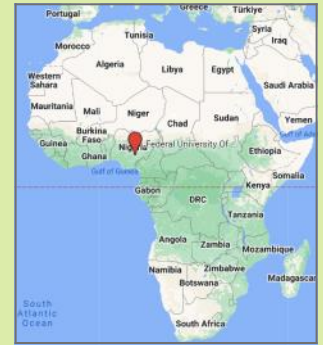 Portugal
Greece
Türkiye
Tunisia
Syria
Morocco
Iraq
Algeria
Libya
Egypt
Western
Sahara
Saudi Arabia
Mauritania
Mali
Niger
Sudan
Yemen
Chad
Burkina
Faso
Guinea
Federal University Of
Gulf of
Ghana
Ethiopia
Somalia
Gulf of Guinea
Gabon
Kenya
DRC
Tanzania
Angola
Zambia
Mozambique
Namibia
Zimbabwe
Botswana
Madagascar
South
Atlantic
Ocean
South Africa